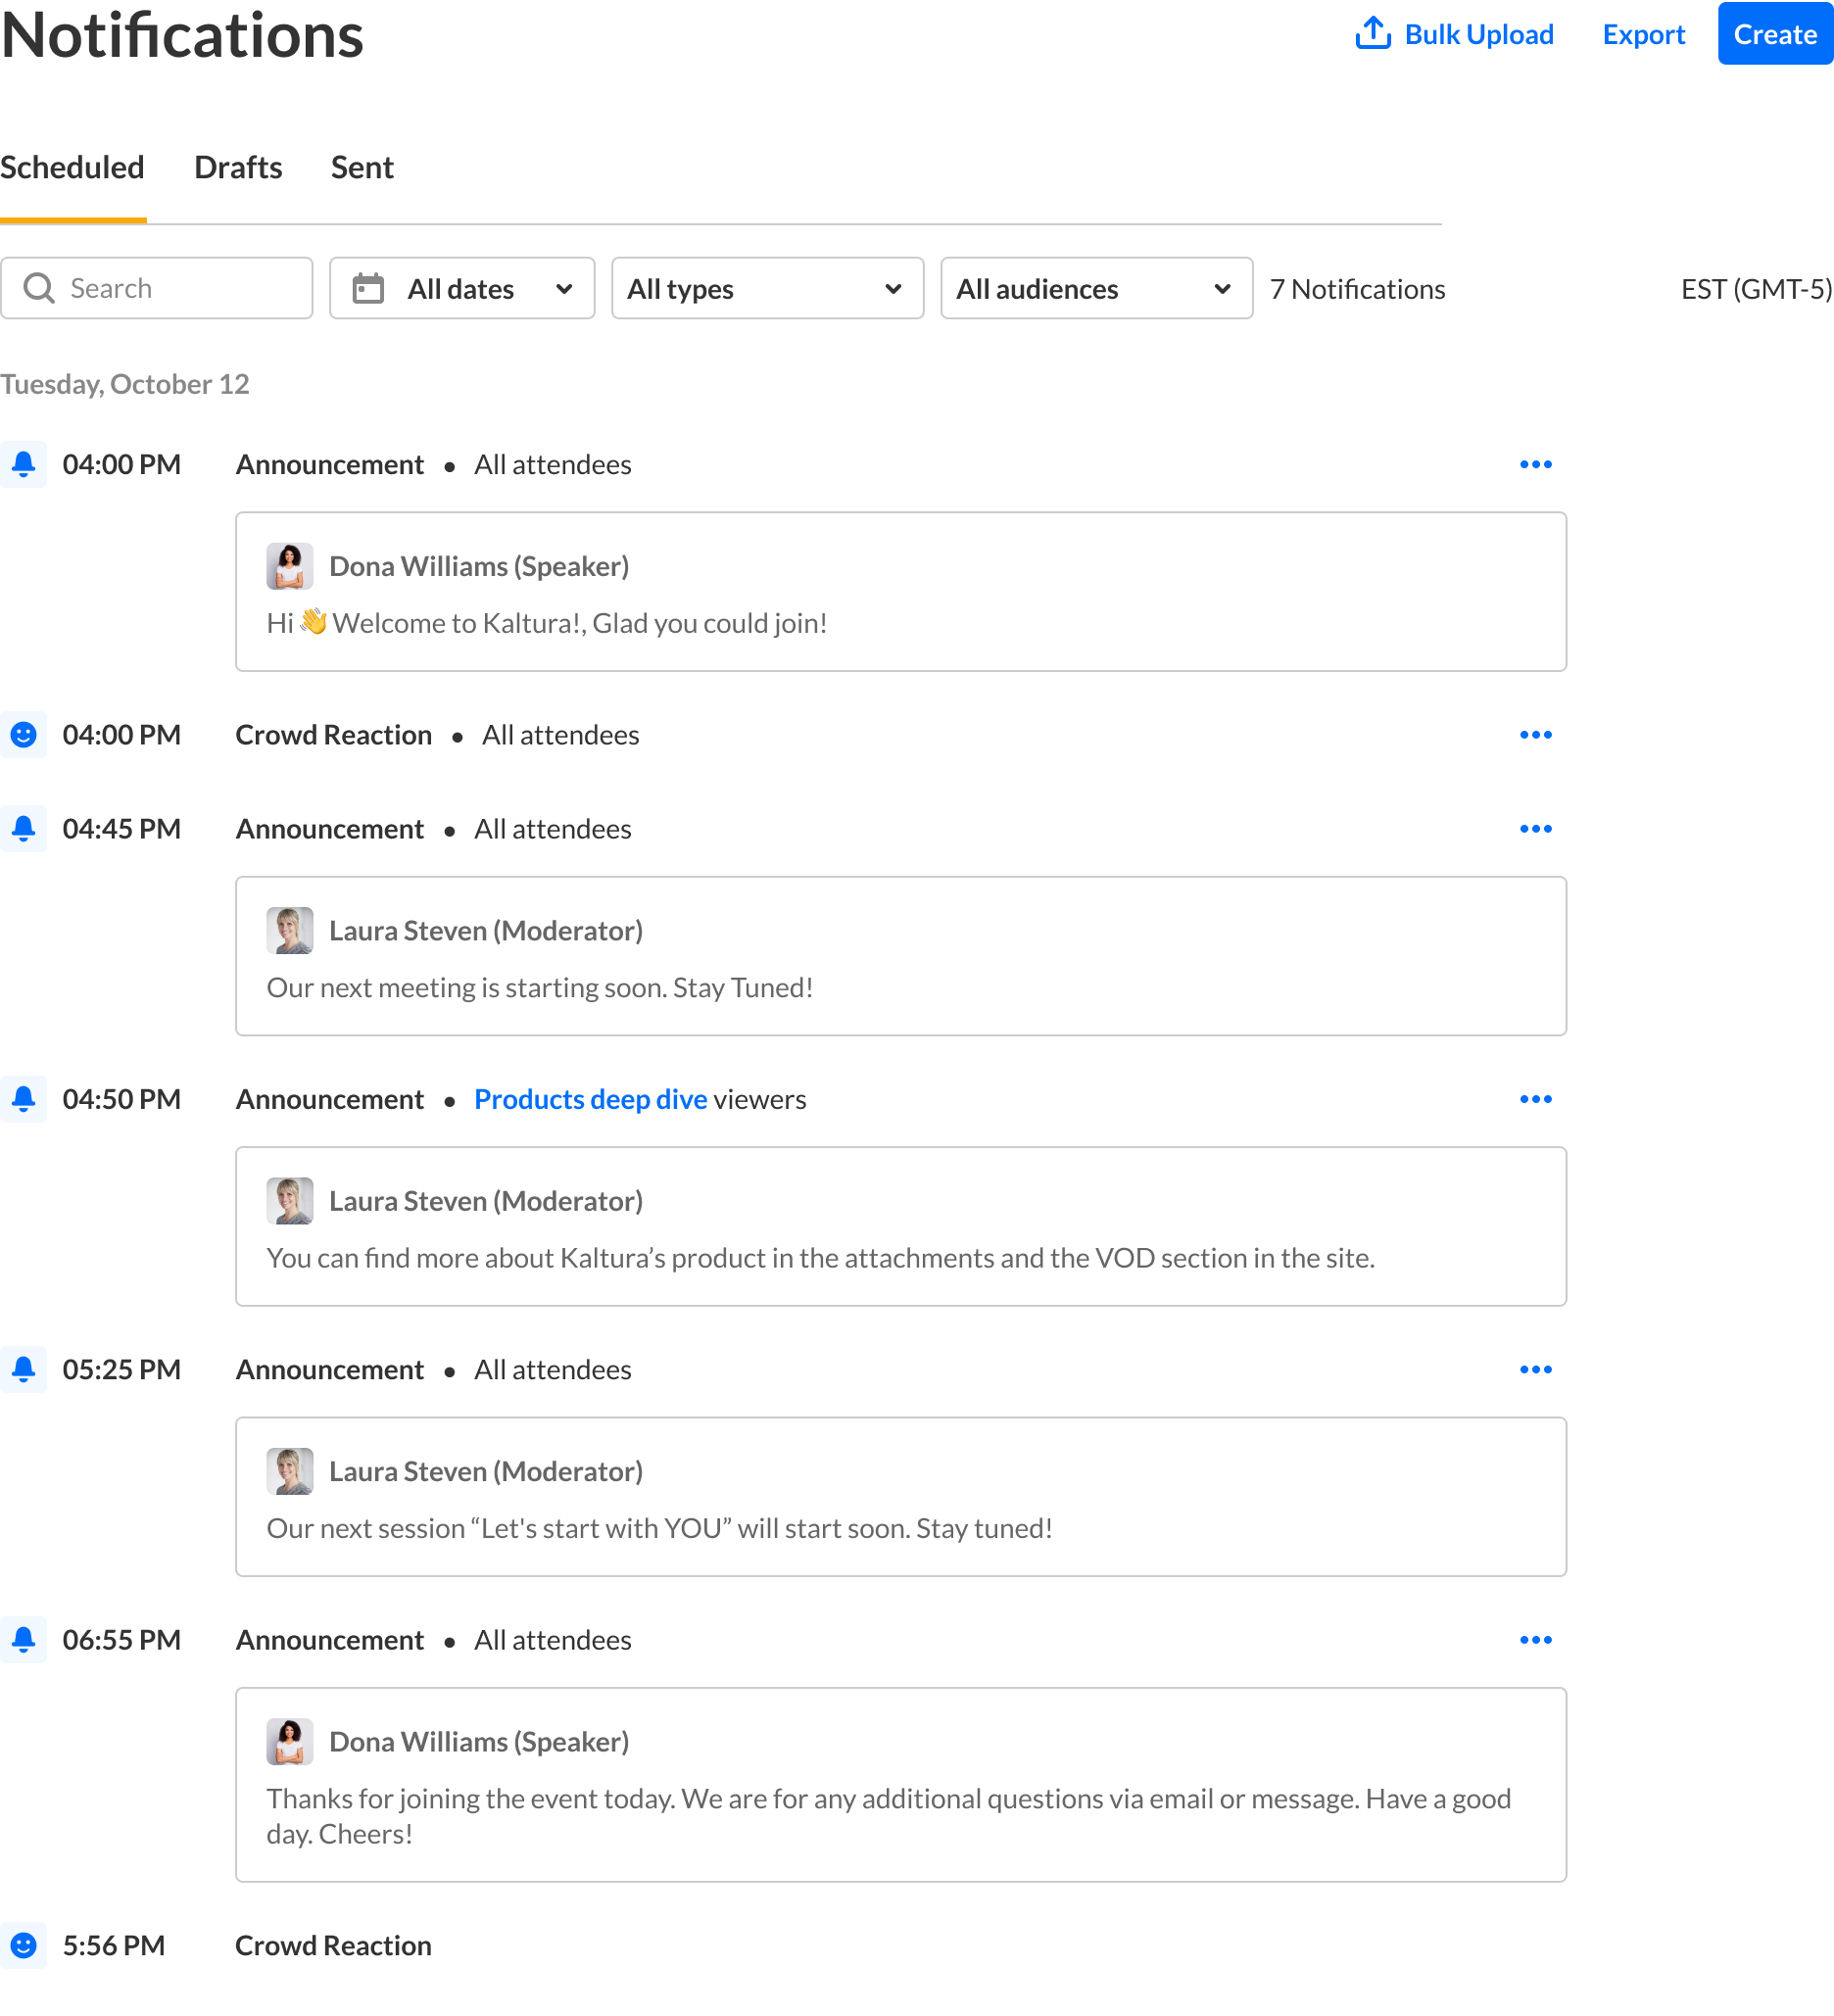 Notifications
Bulk Upload Export Create
Scheduled Drafts Sent
Search All dates All types All audiences 7 Notifications EST (GMT-5)
Tuesday, October 12
04:00 PM Announcement • All attendees
Dona Williams (Speaker)
Hi 👋 Welcome to Kaltura!, Glad you could join!
04:00 PM Crowd Reaction • All attendees
04:45 PM Announcement • All attendees
Laura Steven (Moderator)
Our next meeting is starting soon. Stay Tuned!
04:50 PM Announcement • Products deep dive viewers
Laura Steven (Moderator)
You can find more about Kaltura’s product in the attachments and the VOD section in the site.
05:25 PM Announcement • All attendees
Laura Steven (Moderator)
Our next session “Let's start with YOU” will start soon. Stay tuned!
06:55 PM Announcement • All attendees
Dona Williams (Speaker)
Thanks for joining the event today. We are for any additional questions via email or message. Have a good
day. Cheers!
5:56 PM Crowd Reaction